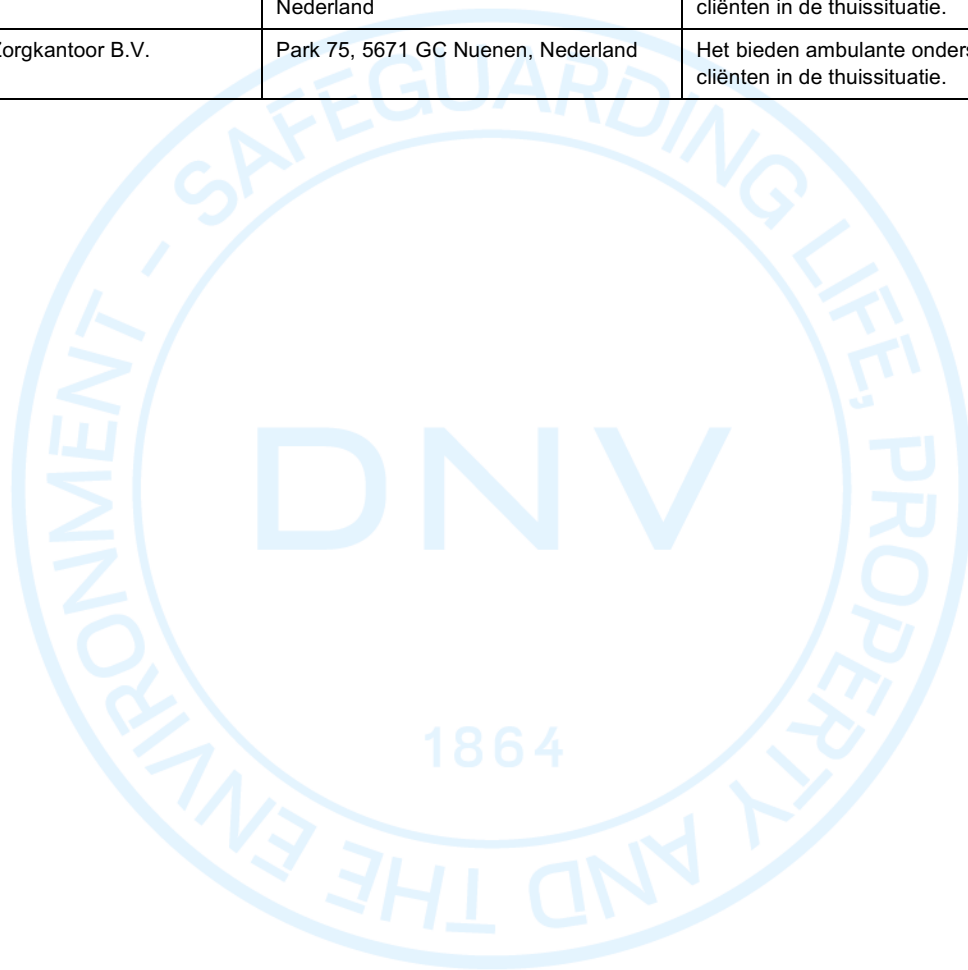 Nederland
cliënten in de thuissituatie.
Zorgkantoor B.V.
Park 75, 5671 GC Nuenen, Nederland
Het bieden ambulante
cliënten in de thuissituatie.
SAFEGUARDING LIFE, PROPERTY AND THE ENVIRONMENT -
DNV
1864